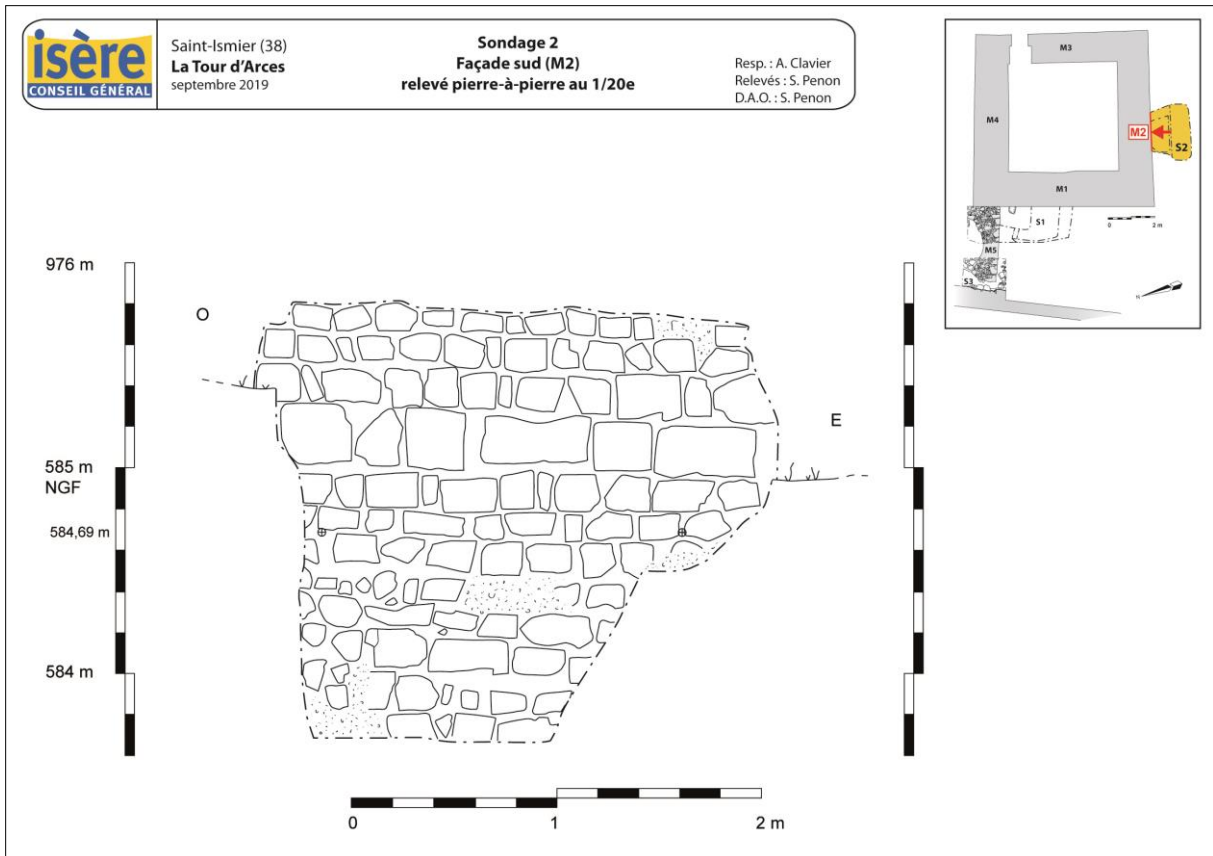 isère
CONSEIL GÉNÉRAL
Saint-Ismier (38)
La Tour d'Arces
septembre 2019
Sondage 2
Façade sud (M2)
relevé pierre-à-pierre au 1/20e
Resp. : A. Clavier
Relevés : S. Penon
D.A.O. : S. Penon
M3
M4
M2
S2
M1
S1
0 2 m
M5
S3
N
976 m
O
E
585 m
NGF
584,69 m
584 m
0 1 2 m